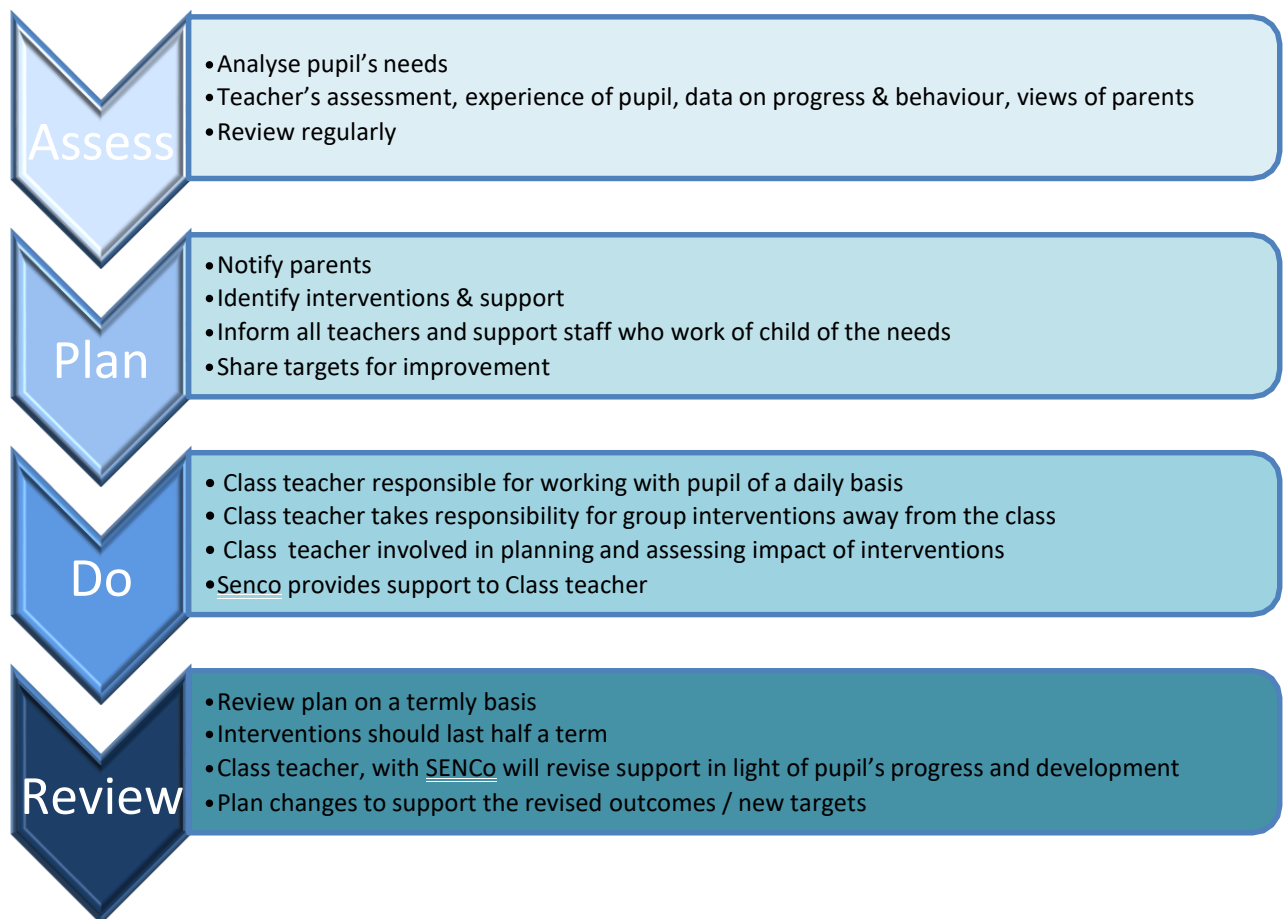 Assess
•Analyse pupil’s needs
•Teacher’s assessment, experience of pupil, data on progress & behaviour, views of parents
•Review regularly
Plan
•Notify parents
•Identify interventions & support
•Inform all teachers and support staff who work of child of the needs
•Share targets for improvement
Do
• Class teacher responsible for working with pupil of a daily basis
• Class teacher takes responsibility for group interventions away from the class
• Class teacher involved in planning and assessing impact of interventions
•Senco provides support to Class teacher
Review
•Review plan on a termly basis
•Interventions should last half a term
•Class teacher, with SENCo will revise support in light of pupil’s progress and development
•Plan changes to support the revised outcomes / new targets